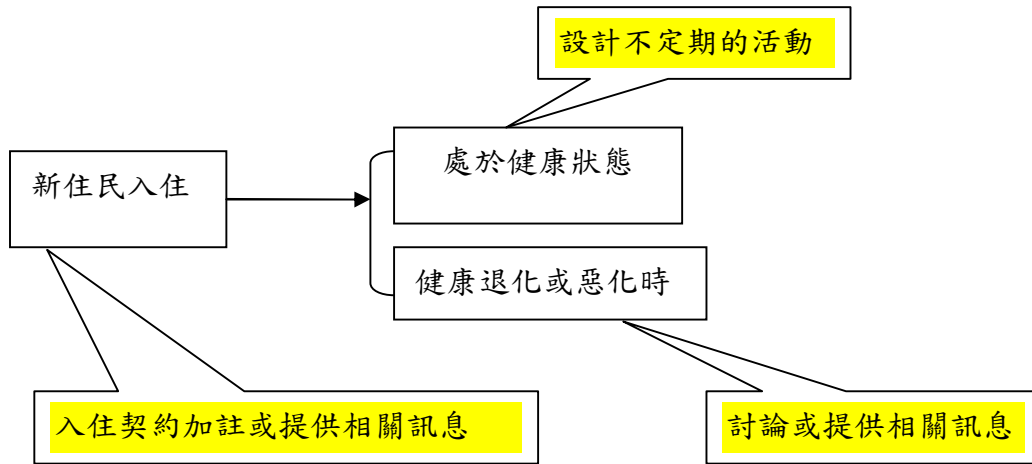 設計不定期的活動
處於健康狀態
新住民入住
健康退化或惡化時
入住契約加註或提供相關訊息
討論或提供相關訊息